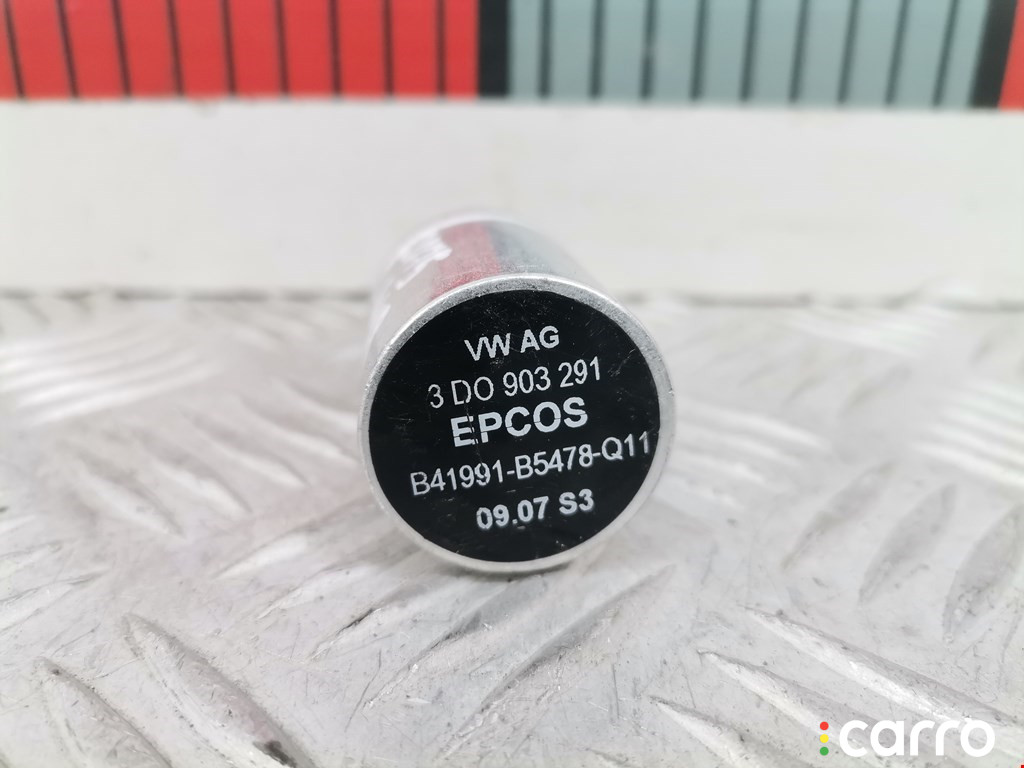 VW AG
3 DO 903 291
EPCOS
B41991-B5478-Q11
09.07 S3
carro